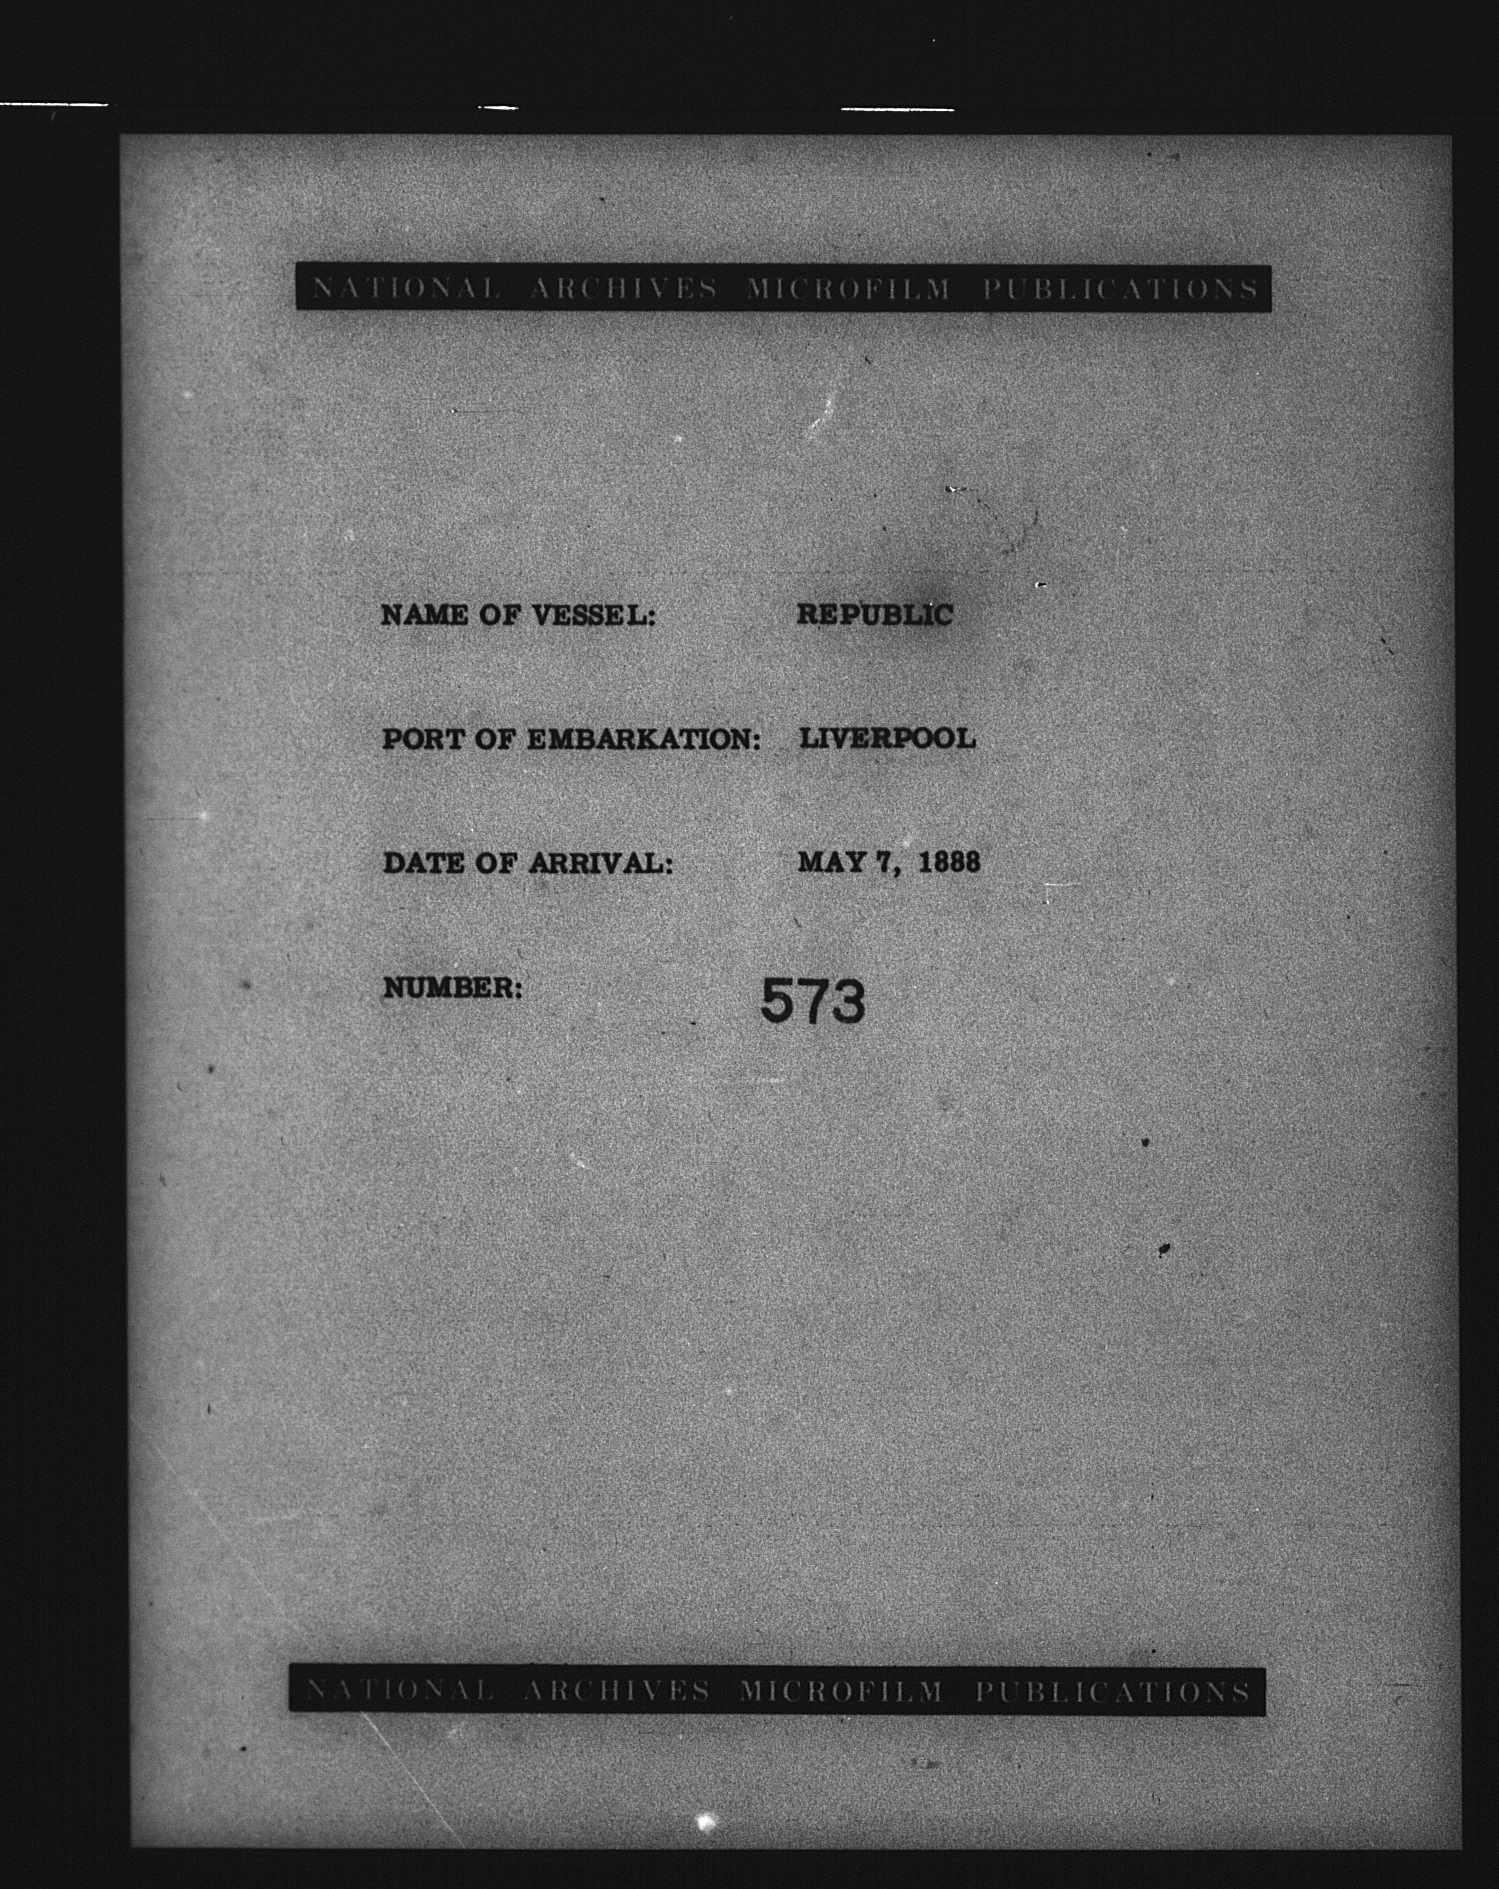 NATIONAL ARCHIVES MICROFILM PUBLICATIONS
NAME OF VESSEL: REPUBLIC
PORT OF EMBARKATION: LIVERPOOL
DATE OF ARRIVAL: MAY 7, 1888
NUMBER: 573
NATIONAL ARCHIVES MICROFILM PUBLICATIONS